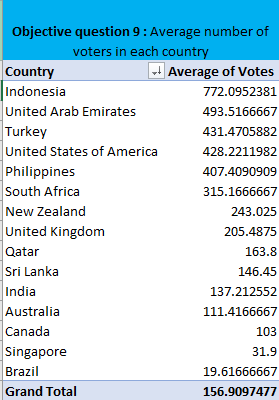 Objective question 9 : Average number of
voters in each country
Country Average of Votes
Indonesia 772.0952381
United Arab Emirates 493.5166667
Turkey 431.4705882
United States of America 428.2211982
Philippines 407.4090909
South Africa 315.1666667
New Zealand 243.025
United Kingdom 205.4875
Qatar 163.8
Sri Lanka 146.45
India 137.212552
Australia 111.4166667
Canada 103
Singapore 31.9
Brazil 19.61666667
Grand Total 156.9097477